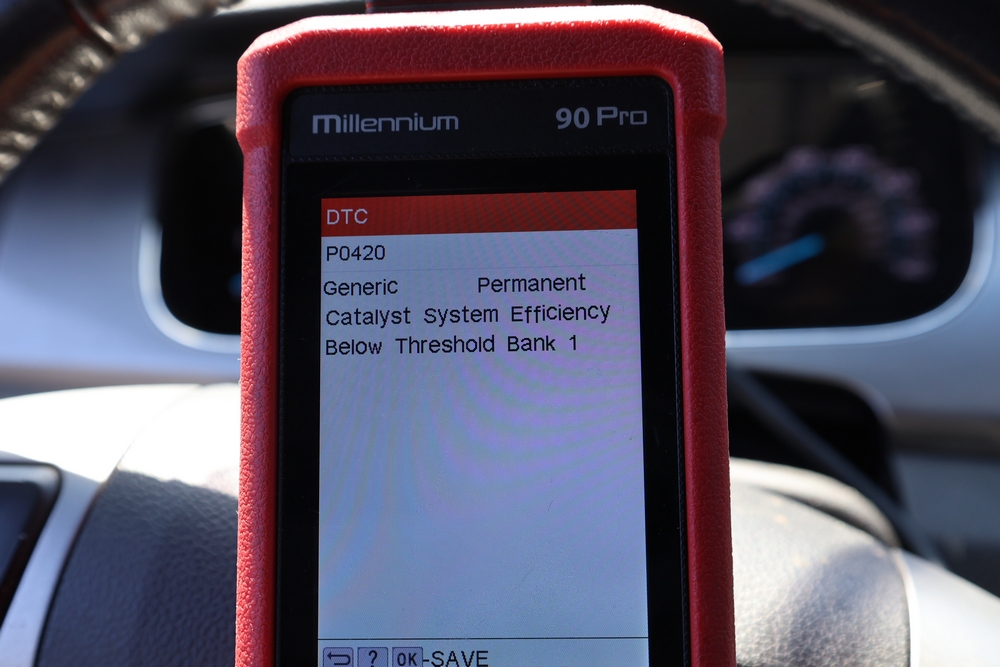 Millennium 90 Pro
DTC
P0420
Generic Permanent
Catalyst System Efficiency
Below Threshold Bank 1
? OK-SAVE